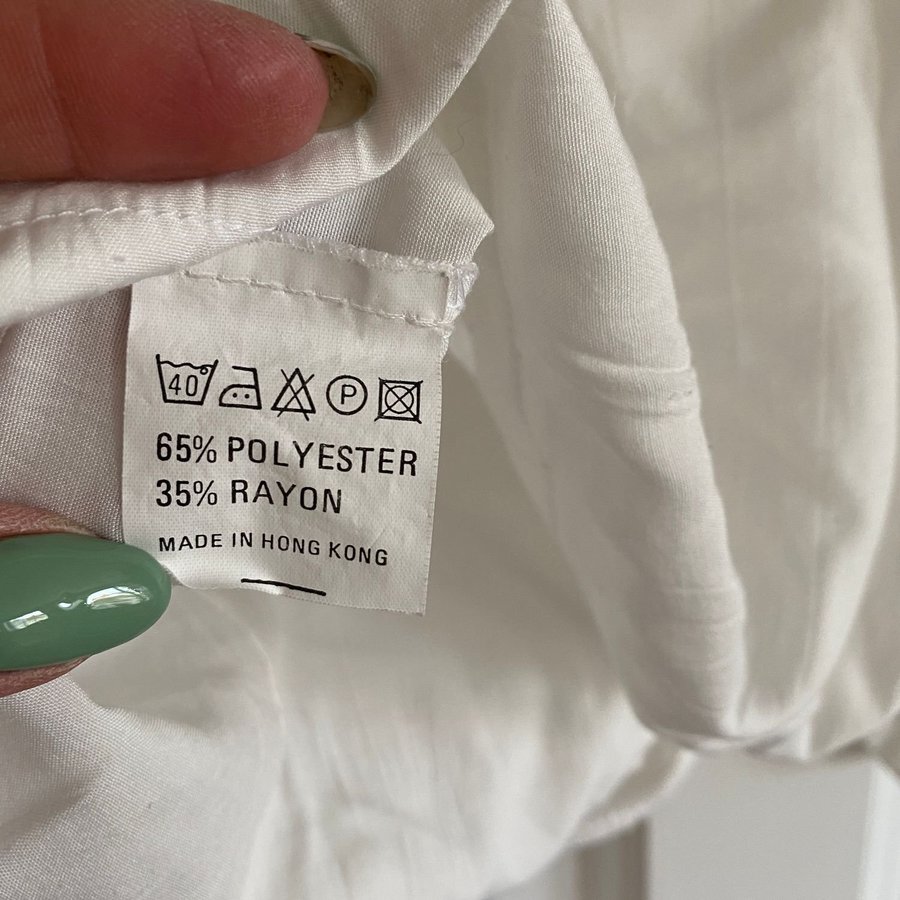 40 P
65% POLYESTER
35% RAYON
MADE IN HONG KONG